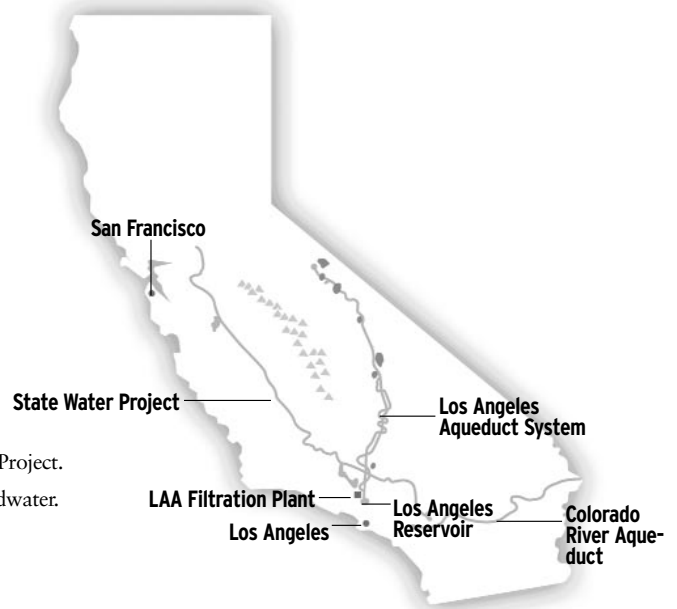 San Francisco
State Water Project
Los Angeles
Aqueduct System
Project.
dwater.
LAA Filtration Plant
Los Angeles
Reservoir
Colorado
River Aque-
duct
Los Angeles